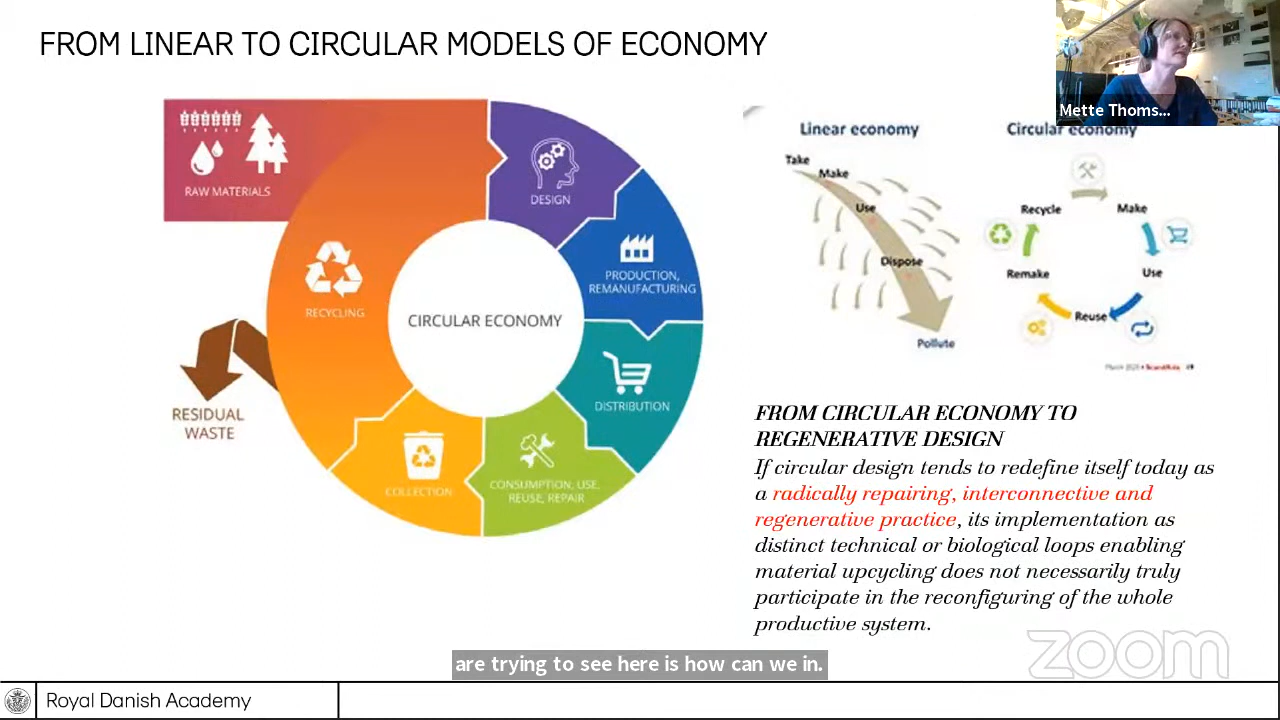 FROM LINEAR TO CIRCULAR MODELS OF ECONOMY
Mette Thoms...
RAW MATERIALS
DESIGN
PRODUCTION,
REMANUFACTURING
RECYCLING
CIRCULAR ECONOMY
DISTRIBUTION
RESIDUAL
WASTE
COLLECTION
CONSUMPTION, USE,
REUSE, REPAIR
Linear economy
Take
Make
Use
Dispose
Pollute
Circular economy
Recycle
Make
Remake
Use
Reuse
FROM CIRCULAR ECONOMY TO
REGENERATIVE DESIGN
If circular design tends to redefine itself today as
a radically repairing, interconnective and
regenerative practice, its implementation as
distinct technical or biological loops enabling
material upcycling does not necessarily truly
participate in the reconfiguring of the whole
productive system.
zoom
are trying to see here is how can we in.
Royal Danish Academy